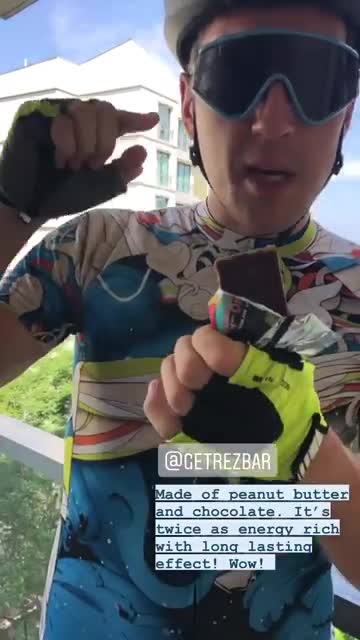 @GETREZBAR
Made of peanut butter
and chocolate. It's
twice as energy rich
with long lasting
effect! Wow!